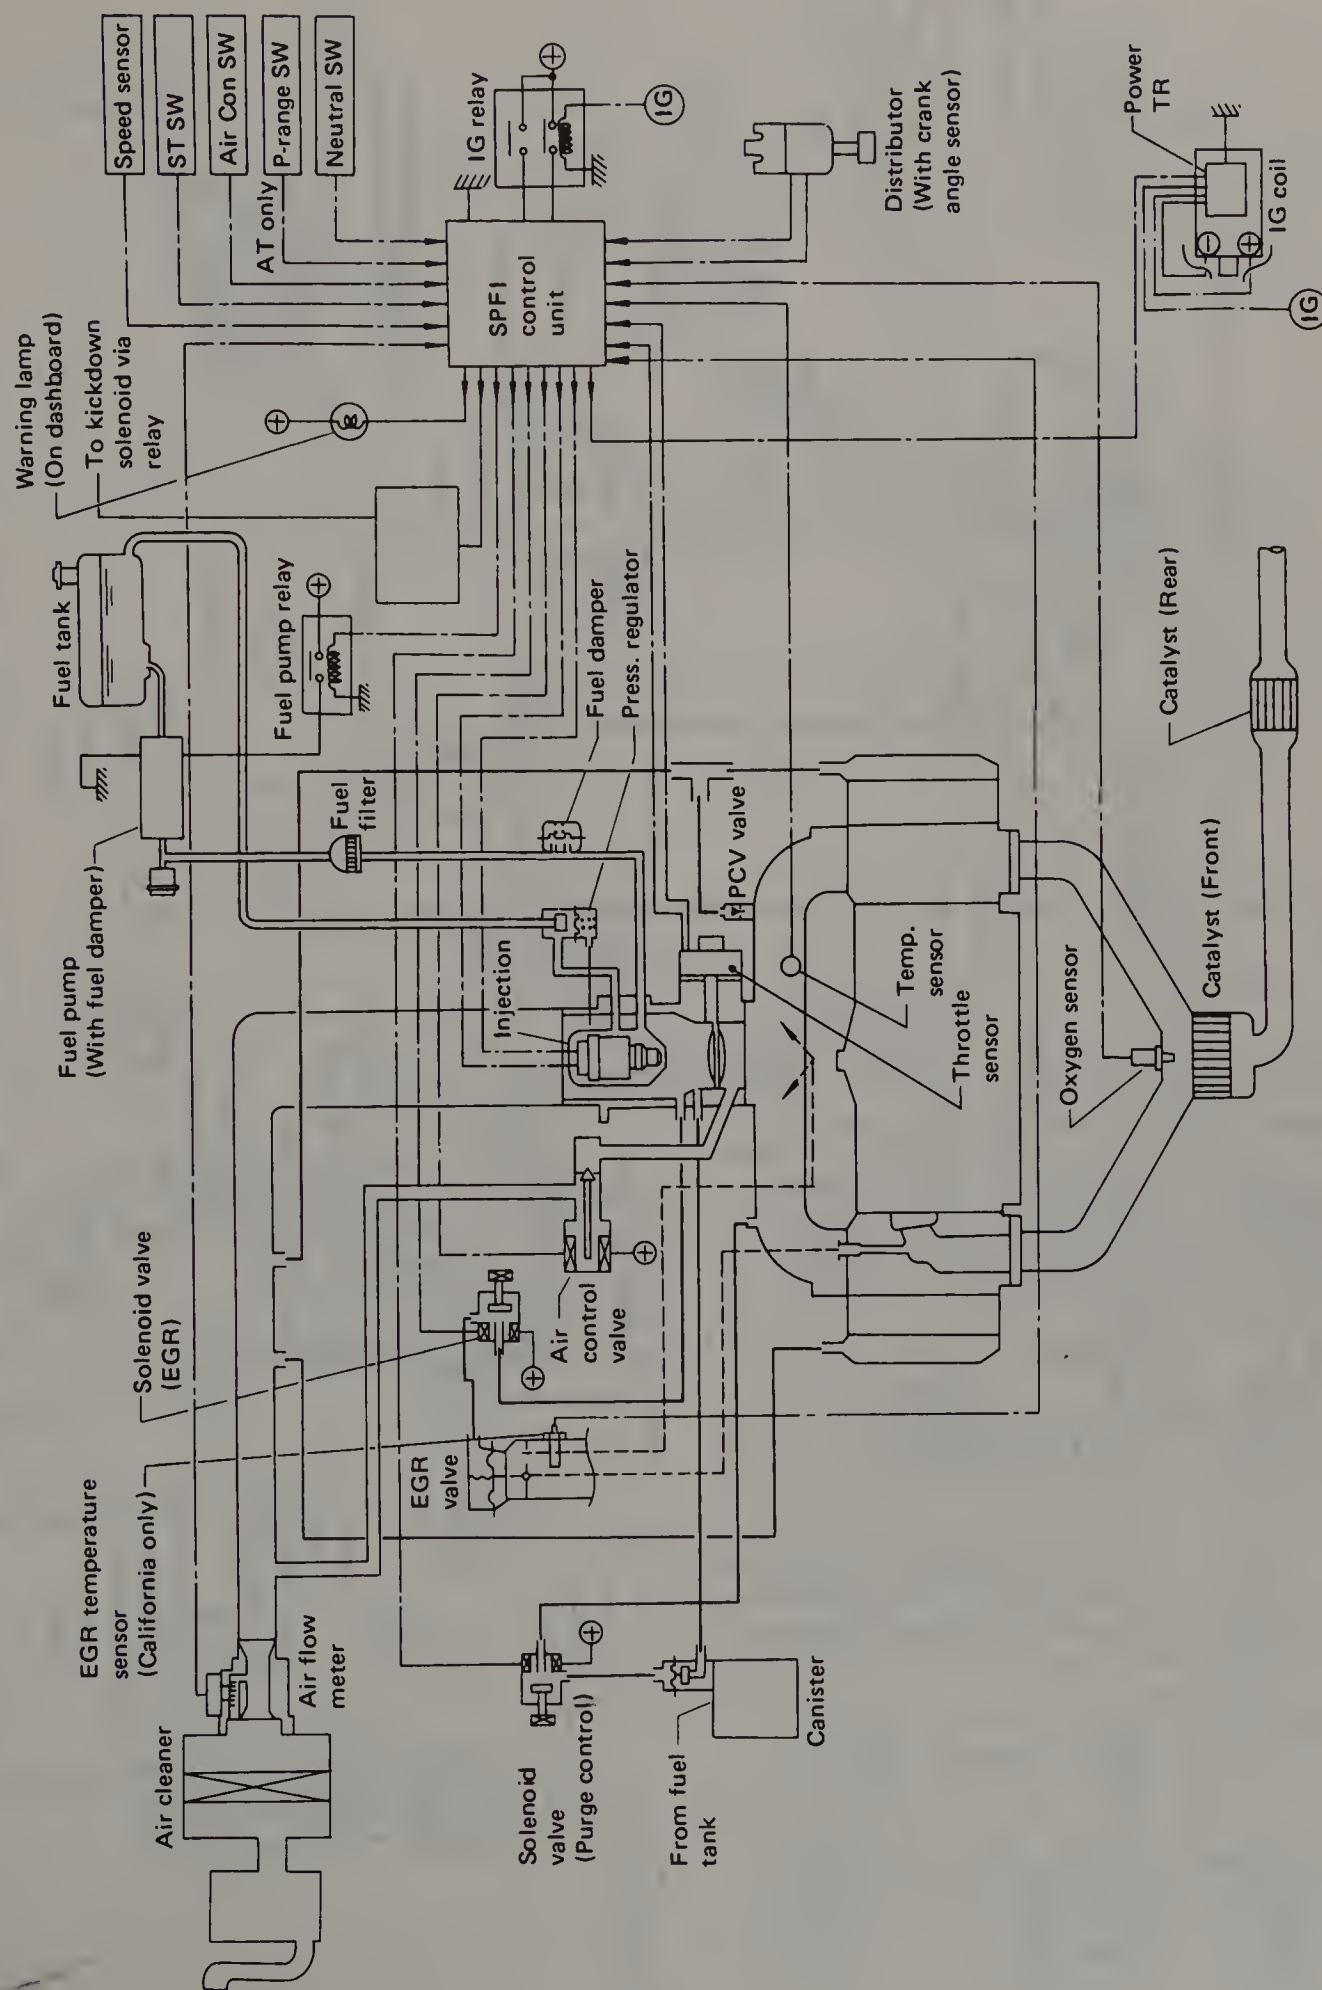 Speed sensor
ST SW
Air Con SW
P-range SW
AT only
Neutral SW
IG relay
IG
SPFI
control
unit
Distributor
(With crank
angle sensor)
Power
TR
IG coil
IG
Warning lamp
(On dashboard)
To kickdown
solenoid via
relay
Fuel tank
Fuel pump relay
Fuel pump
(With fuel damper)
Fuel
filter
Fuel damper
Press. regulator
Injection
PCV valve
Temp.
sensor
Throttle
sensor
Oxygen sensor
Catalyst (Front)
Catalyst (Rear)
Solenoid valve
(EGR)
Air
control
valve
EGR
valve
EGR temperature
sensor
(California only)
Air flow
meter
Air cleaner
Solenoid
valve
(Purge control)
From fuel
tank
Canister